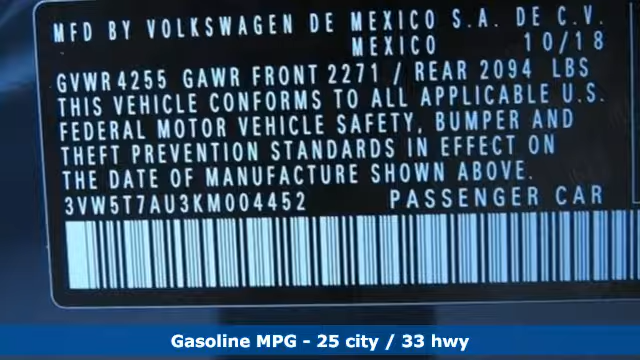 MFD BY VOLKSWAGEN DE MEXICO S.A. DE C.V.
MEXICO 10/18
GVWR 4255 GAWR FRONT 2271 / REAR 2094 LBS
THIS VEHICLE CONFORMS TO ALL APPLICABLE U.S.
FEDERAL MOTOR VEHICLE SAFETY, BUMPER AND
THEFT PREVENTION STANDARDS IN EFFECT ON
THE DATE OF MANUFACTURE SHOWN ABOVE.
3VW5T7AU3KM004452 PASSENGER CAR
Gasoline MPG - 25 city / 33 hwy